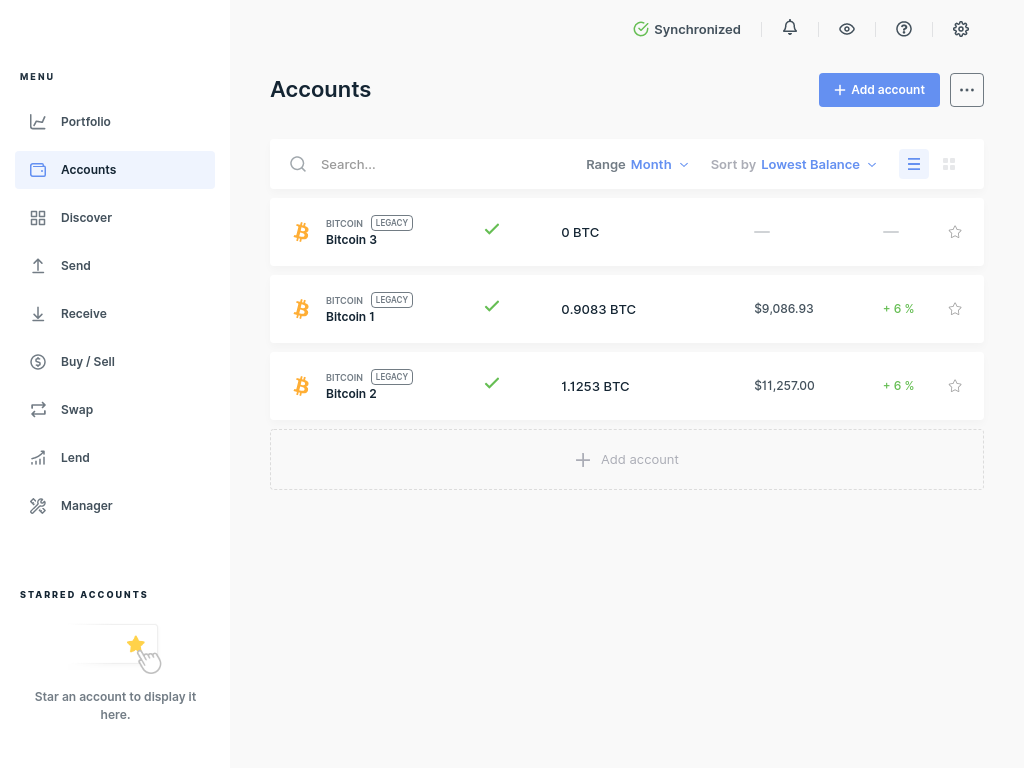 Synchronized
MENU
Portfolio
Accounts
Discover
Send
Receive
Buy / Sell
Swap
Lend
Manager
STARRED ACCOUNTS
Star an account to display it
here.
Accounts
Add account
Search...
Range Month
Sort by Lowest Balance
BITCOIN LEGACY
Bitcoin 3
0 BTC
—
—
BITCOIN LEGACY
Bitcoin 1
0.9083 BTC
$9,086.93
+ 6 %
BITCOIN LEGACY
Bitcoin 2
1.1253 BTC
$11,257.00
+ 6 %
Add account